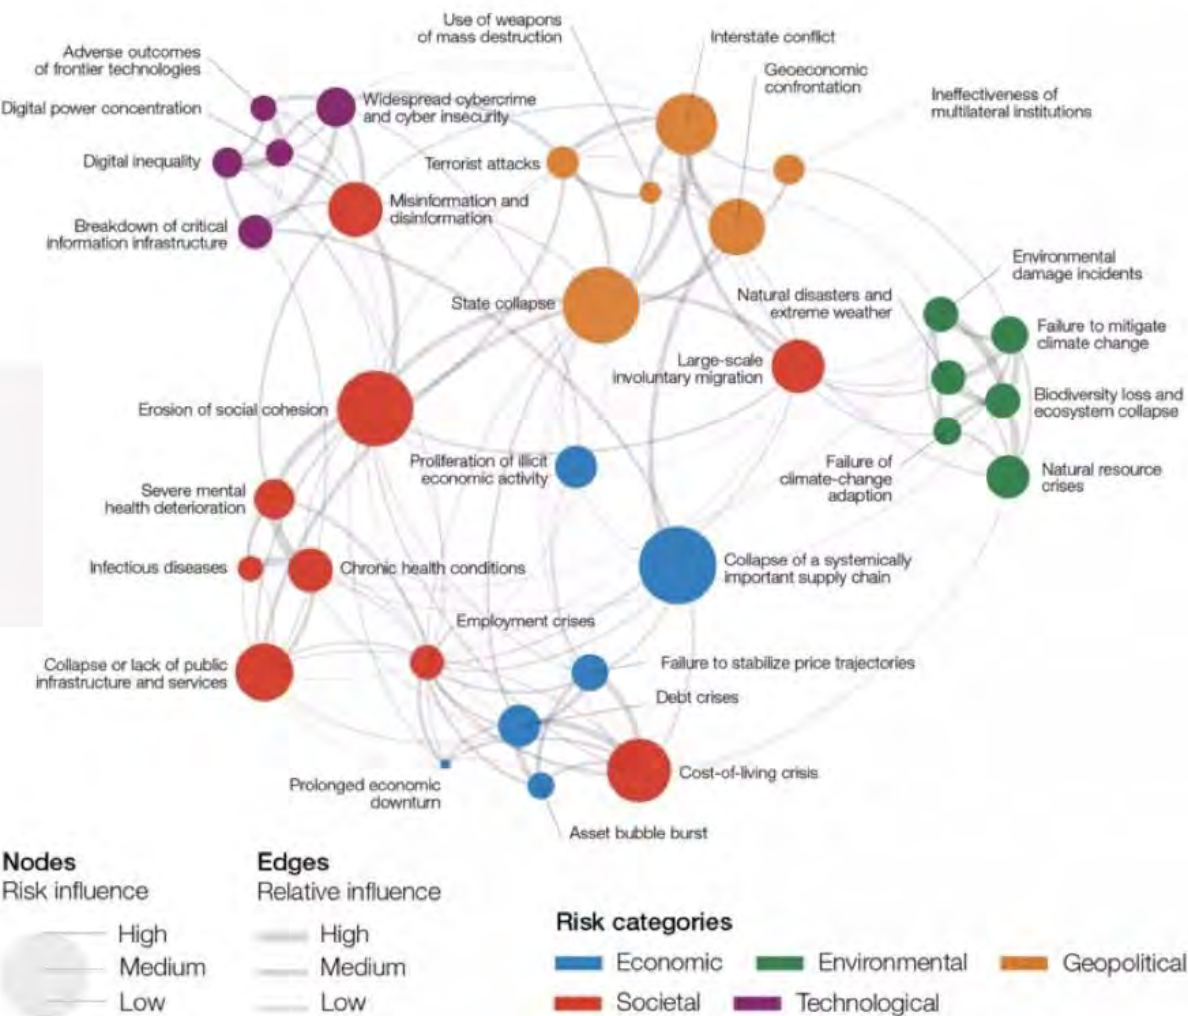 Use of weapons
of mass destruction
Interstate conflict
Adverse outcomes
of frontier technologies
Geoeconomic
confrontation
Digital power concentration
Widespread cybercrime
and cyber insecurity
Ineffectiveness of
multilateral institutions
Digital inequality
Terrorist attacks
Misinformation and
disinformation
Breakdown of critical
information infrastructure
Environmental
damage incidents
State collapse
Natural disasters and
extreme weather
Failure to mitigate
climate change
Large-scale
involuntary migration
Erosion of social cohesion
Biodiversity loss and
ecosystem collapse
Proliferation of illicit
economic activity
Failure of
climate-change
adaption
Natural resource
crises
Severe mental
health deterioration
Infectious diseases
Chronic health conditions
Collapse of a systemically
important supply chain
Employment crises
Collapse or lack of public
infrastructure and services
Failure to stabilize price trajectories
Debt crises
Prolonged economic
downturn
Cost-of-living crisis
Asset bubble burst
Nodes
Risk influence
High
Medium
Low
Edges
Relative influence
High
Medium
Low
Risk categories
Economic
Environmental
Geopolitical
Societal
Technological